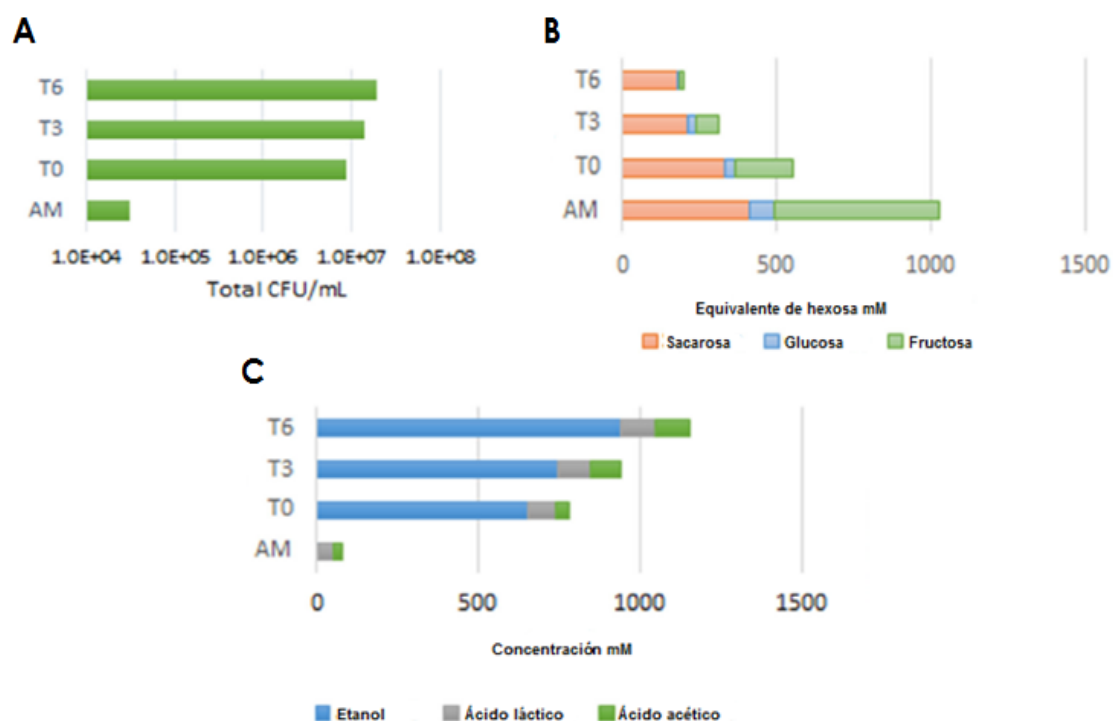 A
T6
T3
T0
AM
1.0E+04 1.0E+05 1.0E+06 1.0E+07 1.0E+08
Total CFU/mL
B
T6
T3
T0
AM
0 500 1000 1500
Equivalente de hexosa mM
Sacarosa Glucosa Fructosa
C
T6
T3
T0
AM
0 500 1000 1500
Concentración mM
Etanol Ácido láctico Ácido acético